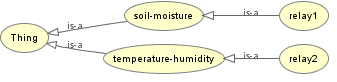 soil-moisture
is-a
relay1
is-a
Thing
is-a
temperature-humidity
is-a
relay2